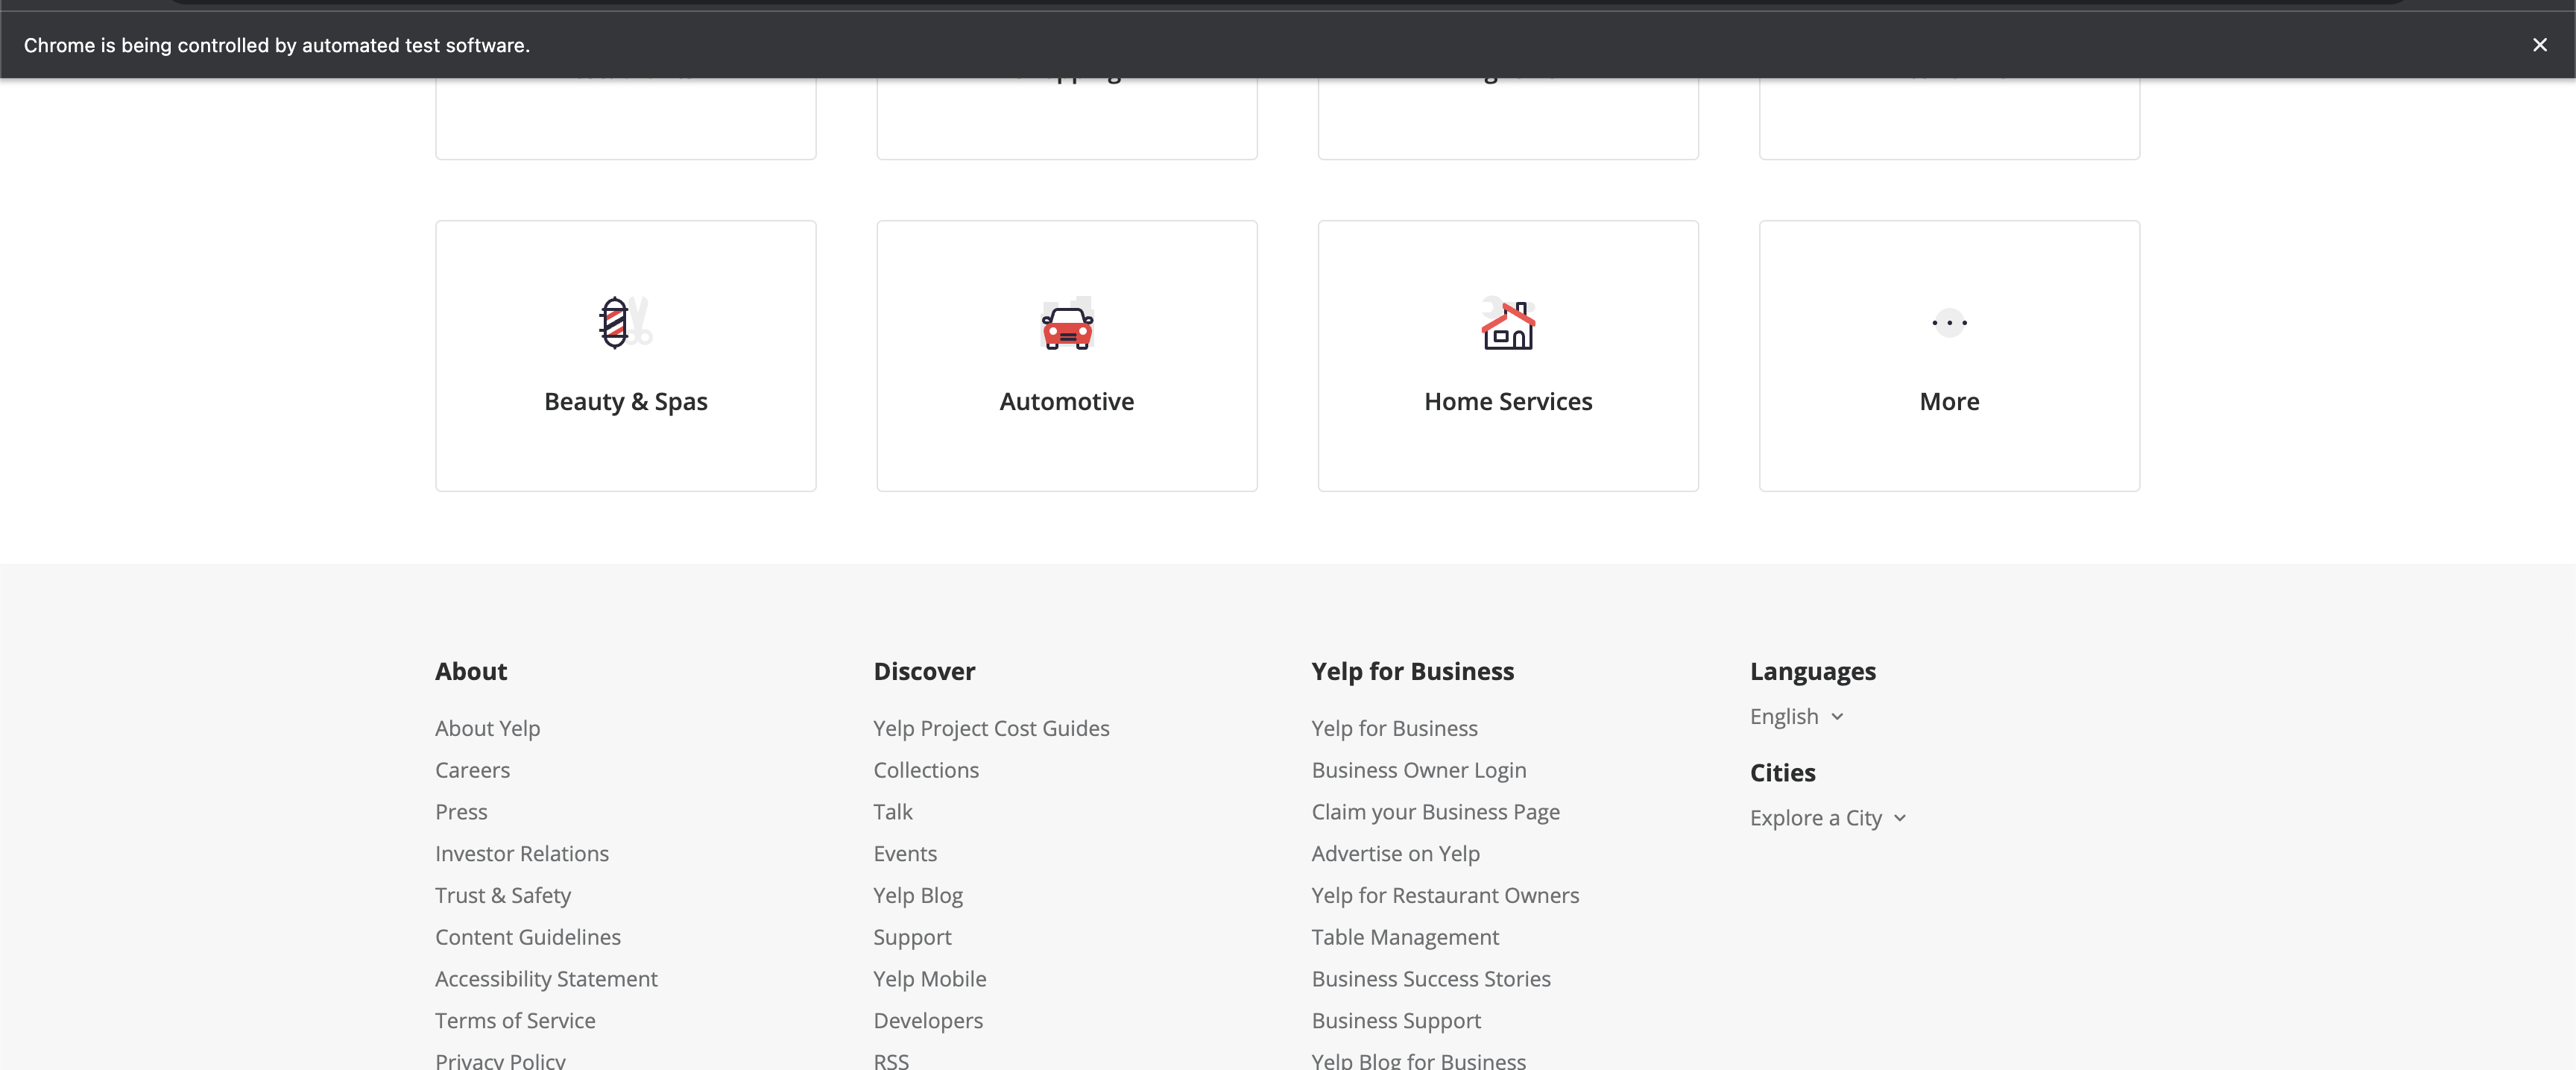 Chrome is being controlled by automated test software.
Beauty & Spas
Automotive
Home Services
More
About
About Yelp
Careers
Press
Investor Relations
Trust & Safety
Content Guidelines
Accessibility Statement
Terms of Service
Privacy Policy
Discover
Yelp Project Cost Guides
Collections
Talk
Events
Yelp Blog
Support
Yelp Mobile
Developers
RSS
Yelp for Business
Yelp for Business
Business Owner Login
Claim your Business Page
Advertise on Yelp
Yelp for Restaurant Owners
Table Management
Business Success Stories
Business Support
Yelp Blog for Business
Languages
English
Cities
Explore a City